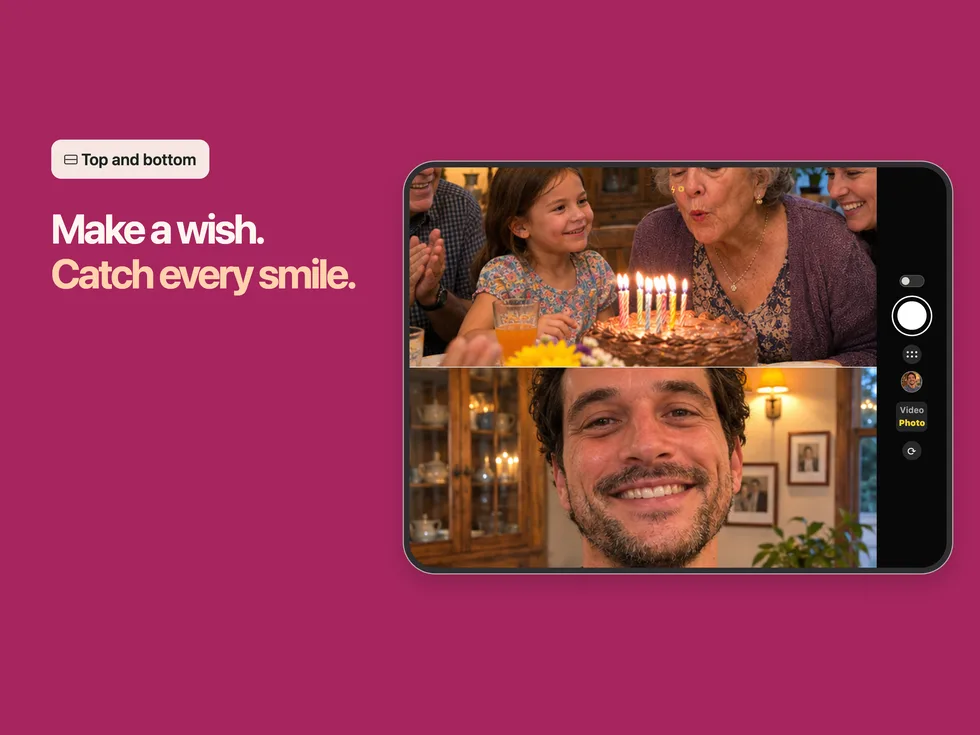 Top and bottom
Make a wish.
Catch every smile.
Video
Photo